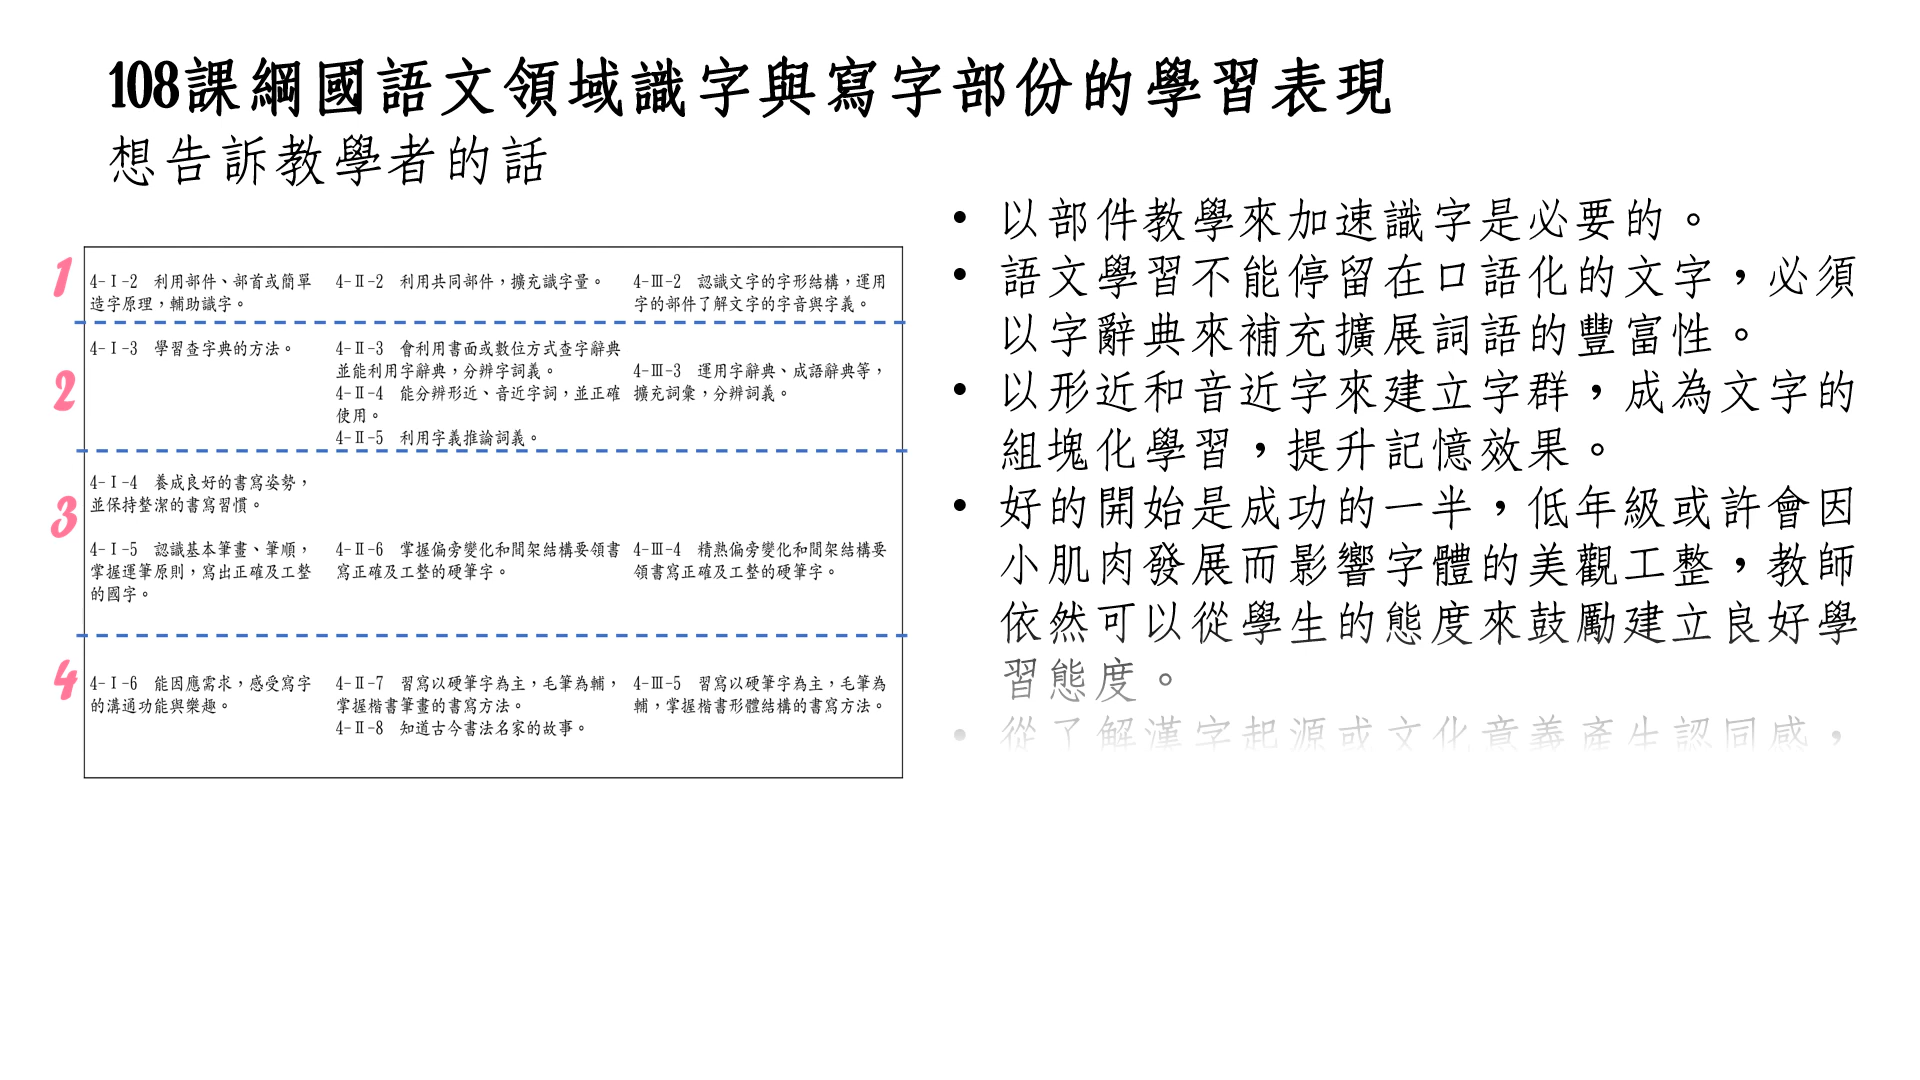 108課綱國語文領域識字與寫字部份的學習表現
想告訴教學者的話
1
4-Ⅰ-2 利用部件、部首或簡單
造字原理，輔助識字。
4-Ⅱ-2 利用共同部件，擴充識字量。
4-Ⅲ-2 認識文字的字形結構，運用
字的部件了解文字的字音與字義。
2
4-Ⅰ-3 學習查字典的方法。
4-Ⅱ-3 會利用書面或數位方式查字辭典
並能利用字辭典，分辨字詞義。
4-Ⅱ-4 能分辨形近、音近字詞，並正確
使用。
4-Ⅱ-5 利用字義推論詞義。
4-Ⅲ-3 運用字辭典、成語辭典等，
擴充詞彙，分辨詞義。
3
4-Ⅰ-4 養成良好的書寫姿勢，
並保持整潔的書寫習慣。
4-Ⅰ-5 認識基本筆畫、筆順，
掌握運筆原則，寫出正確及工整
的國字。
4-Ⅱ-6 掌握偏旁變化和間架結構要領書
寫正確及工整的硬筆字。
4-Ⅲ-4 精熟偏旁變化和間架結構要
領書寫正確及工整的硬筆字。
4
4-Ⅰ-6 能因應需求，感受寫字
的溝通功能與樂趣。
4-Ⅱ-7 習寫以硬筆字為主，毛筆為輔，
掌握楷書筆畫的書寫方法。
4-Ⅱ-8 知道古今書法名家的故事。
4-Ⅲ-5 習寫以硬筆字為主，毛筆為
輔，掌握楷書形體結構的書寫方法。
• 以部件教學來加速識字是必要的。
• 語文學習不能停留在口語化的文字，必須
以字辭典來補充擴展詞語的豐富性。
• 以形近和音近字來建立字群，成為文字的
組塊化學習，提升記憶效果。
• 好的開始是成功的一半，低年級或許會因
小肌肉發展而影響字體的美觀工整，教師
依然可以從學生的態度來鼓勵建立良好學
習態度。
• 從了解漢字起源或文化意義產生認同感，